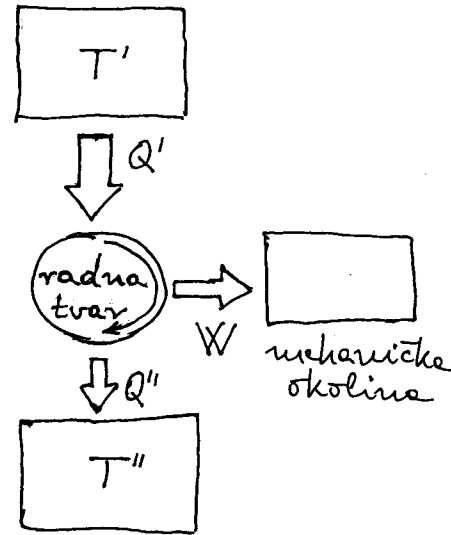 T'
Q'
radna
tvar
W
mehaničke
okolina
Q"
T"